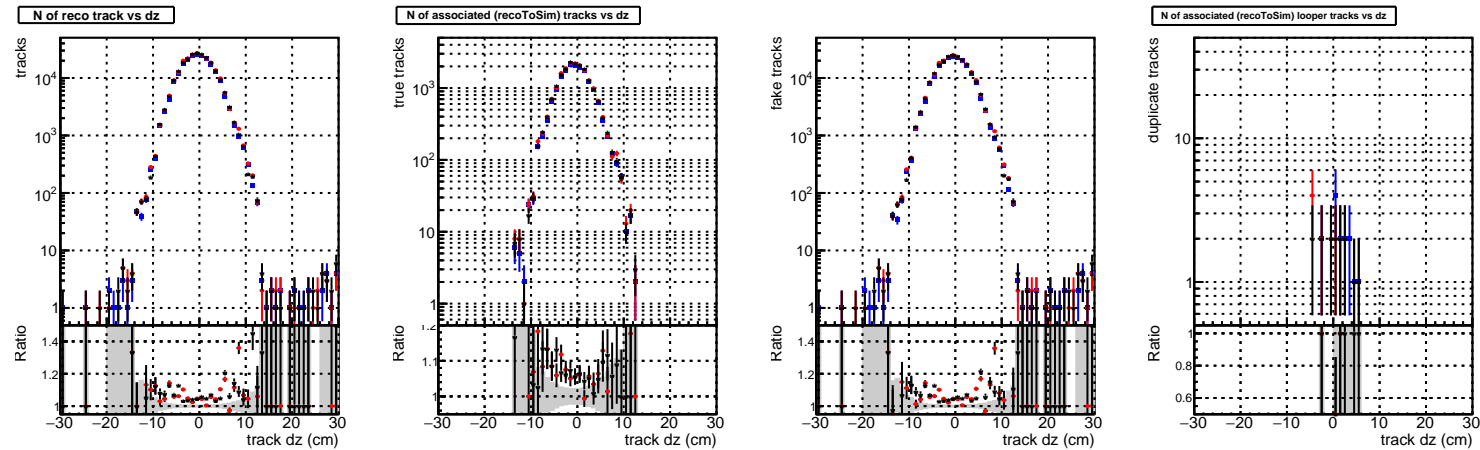 N of reco track vs dz
tracks
10⁴
10³
10²
10
1
Ratio
1.4
1.2
1
−30 −20 −10 0 10 20 30
track dz (cm)
N of associated (recoToSim) tracks vs dz
true tracks
10³
10²
10
1
Ratio
1.2
1.1
1
−30 −20 −10 0 10 20 30
track dz (cm)
fake tracks
10⁴
10³
10²
10
1
Ratio
1.4
1.2
1
−30 −20 −10 0 10 20 30
track dz (cm)
N of associated (recoToSim) looper tracks vs dz
duplicate tracks
10
1
Ratio
1
0.8
0.6
−30 −20 −10 0 10 20 30
track dz (cm)